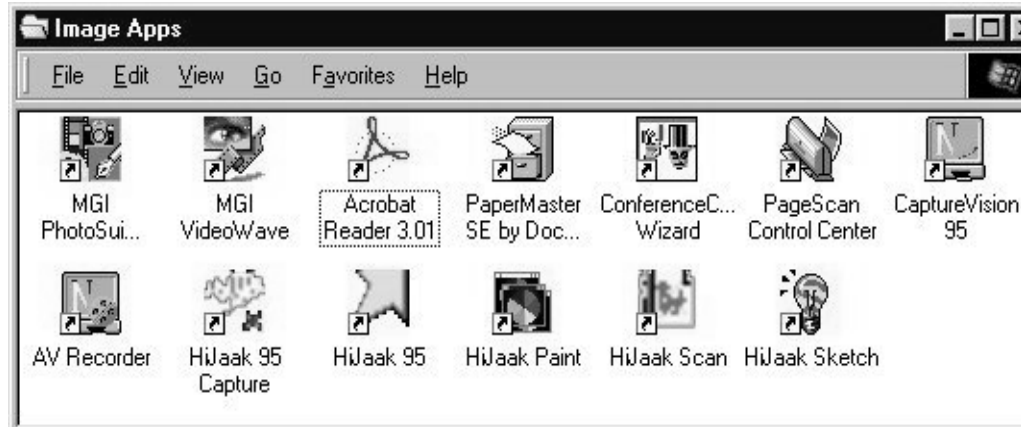 Image Apps
File Edit View Go Favorites Help
MGI PhotoSui...
MGI VideoWave
Acrobat Reader 3.01
PaperMaster SE by Doc...
ConferenceC... Wizard
PageScan Control Center
CaptureVision 95
AV Recorder
HiJaak 95 Capture
HiJaak 95
HiJaak Paint
HiJaak Scan
HiJaak Sketch